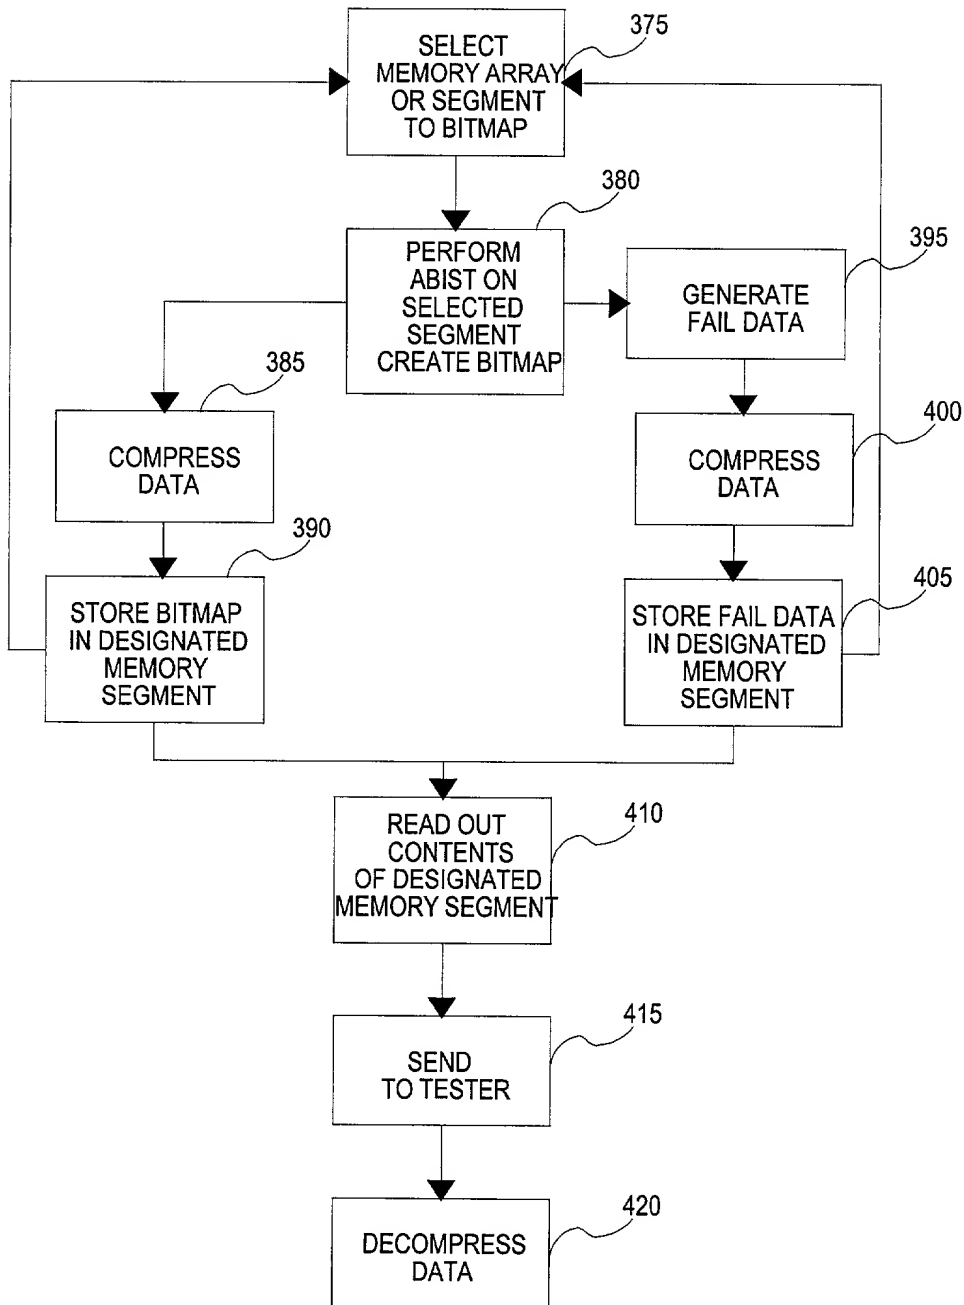 375
SELECT
MEMORY ARRAY
OR SEGMENT
TO BITMAP
380
PERFORM
ABIST ON
SELECTED
SEGMENT
CREATE BITMAP
395
GENERATE
FAIL DATA
385
COMPRESS
DATA
400
COMPRESS
DATA
390
STORE BITMAP
IN DESIGNATED
MEMORY
SEGMENT
405
STORE FAIL DATA
IN DESIGNATED
MEMORY
SEGMENT
410
READ OUT
CONTENTS
OF DESIGNATED
MEMORY SEGMENT
415
SEND
TO TESTER
420
DECOMPRESS
DATA